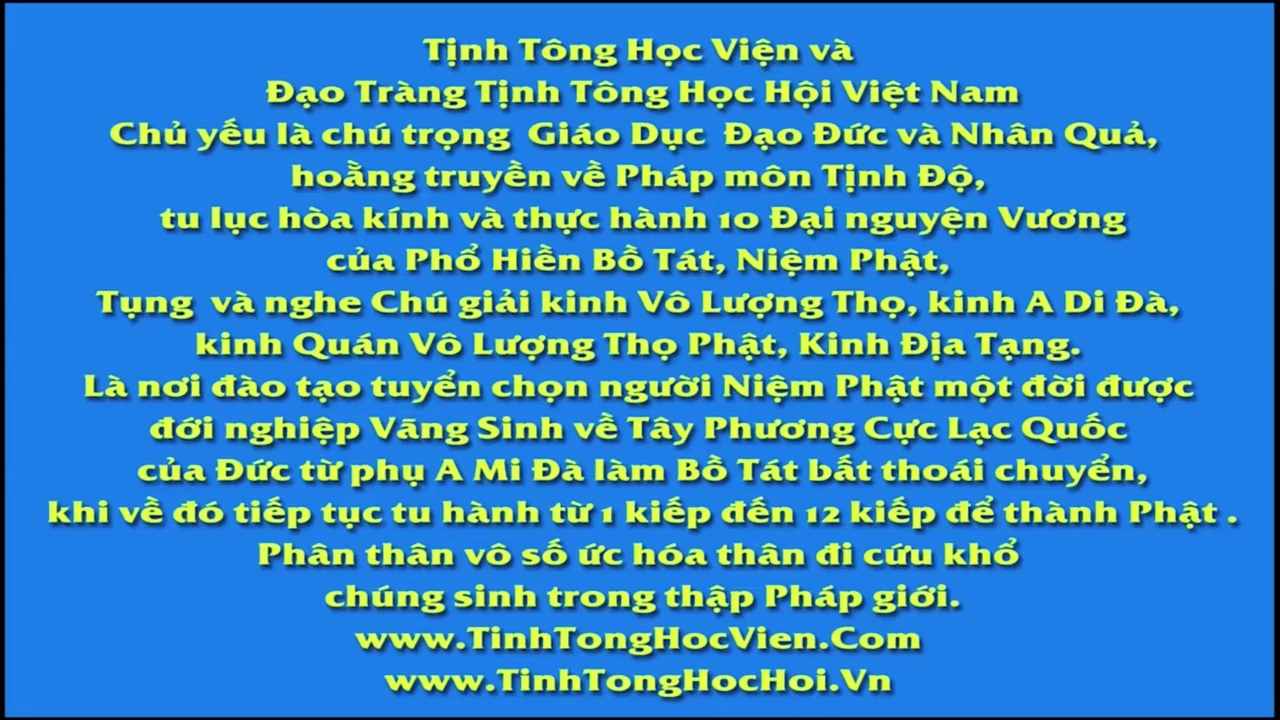 Tịnh Tông Học Viện và
Đạo Tràng Tịnh Tông Học Hội Việt Nam
Chủ yếu là chú trọng Giáo Dục Đạo Đức và Nhân Quả,
hoằng truyền về Pháp môn Tịnh Độ,
tu lục hòa kính và thực hành 10 Đại nguyện Vương
của Phổ Hiền Bồ Tát, Niệm Phật,
Tụng và nghe Chú giải kinh Vô Lượng Thọ, kinh A Di Đà,
kinh Quán Vô Lượng Thọ Phật, Kinh Địa Tạng.
Là nơi đào tạo tuyển chọn người Niệm Phật một đời được
đới nghiệp Vãng Sinh về Tây Phương Cực Lạc Quốc
của Đức từ phụ A Mi Đà làm Bồ Tát bất thoái chuyển,
khi về đó tiếp tục tu hành từ 1 kiếp đến 12 kiếp để thành Phật .
Phân thân vô số ức hóa thân đi cứu khổ
chúng sinh trong thập Pháp giới.
www.TinhTongHocVien.Com
www.TinhTongHocHoi.Vn